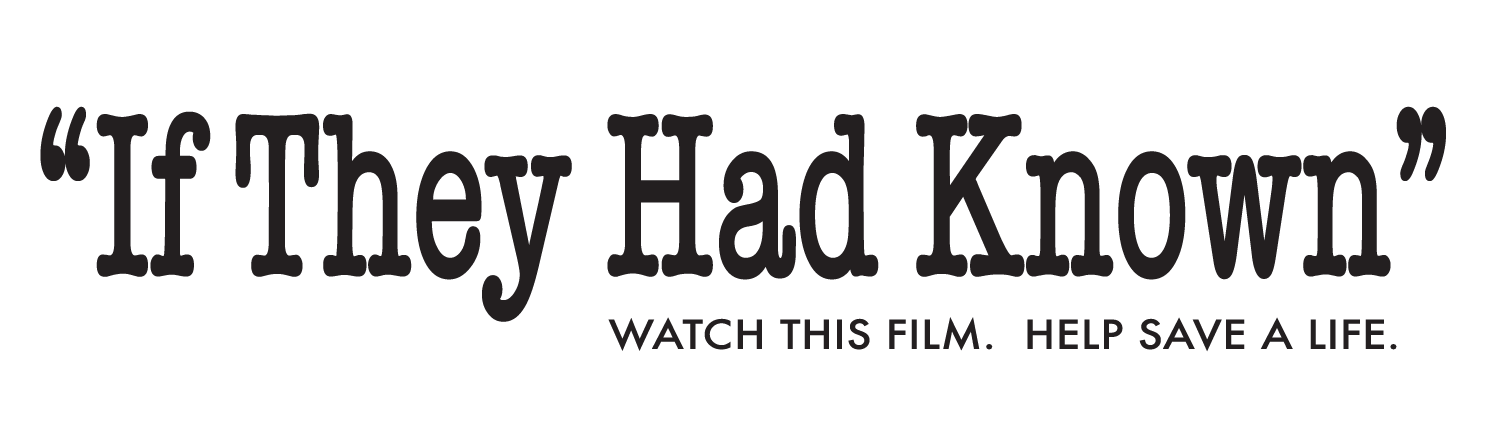 “If They Had Known”
WATCH THIS FILM. HELP SAVE A LIFE.